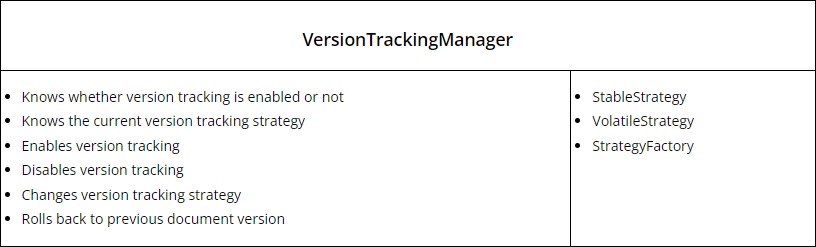 VersionTrackingManager
Knows whether version tracking is enabled or not
Knows the current version tracking strategy
Enables version tracking
Disables version tracking
Changes version tracking strategy
Rolls back to previous document version
StableStrategy
VolatileStrategy
StrategyFactory